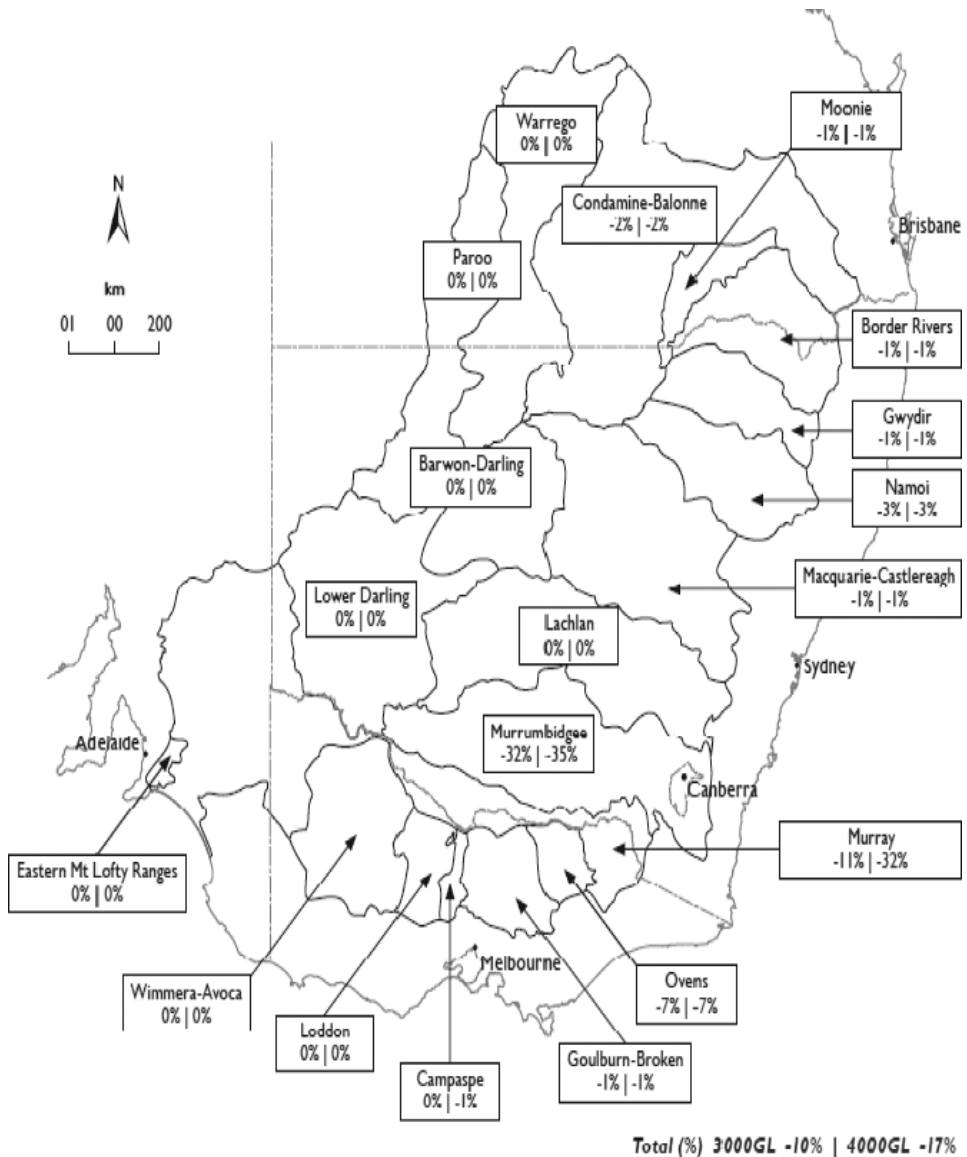 Moonie
-1% | -1%
Warrego
0% | 0%
N
Condamine-Balonne
-2% | -2%
Brisbane
Paroo
0% | 0%
km
01 00 200
Border Rivers
-1% | -1%
Gwydir
-1% | -1%
Barwon-Darling
0% | 0%
Namoi
-3% | -3%
Macquarie-Castlereagh
-1% | -1%
Lower Darling
0% | 0%
Lachlan
0% | 0%
Sydney
Murrumbidgee
-32% | -35%
Adelaide
Canberra
Murray
-11% | -32%
Eastern Mt Lofty Ranges
0% | 0%
Melbourne
Wimmera-Avoca
0% | 0%
Ovens
-7% | -7%
Loddon
0% | 0%
Goulburn-Broken
-1% | -1%
Campaspe
0% | -1%
Total (%) 3000GL -10% | 4000GL -17%